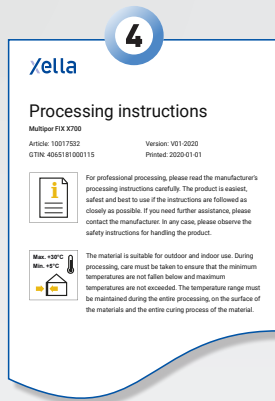 4
Xella
Processing instructions
Multipor FIX X700
Article: 10017532 Version: V01-2020
GTIN: 4065181000115 Printed: 2020-01-01
For professional processing, please read the manufacturer's
processing instructions carefully. The product is easiest,
safest and best to use if the instructions are followed as
closely as possible. If you need further assistance, please
contact the manufacturer. In any case, please observe the
safety instructions for handling the product.
Max. +30°C
Min. +5°C
The material is suitable for outdoor and indoor use. During
processing, care must be taken to ensure that the minimum
temperatures are not fallen below and maximum
temperatures are not exceeded. The temperature range must
be maintained during the entire processing, on the surface of
the materials and the entire curing process of the material.